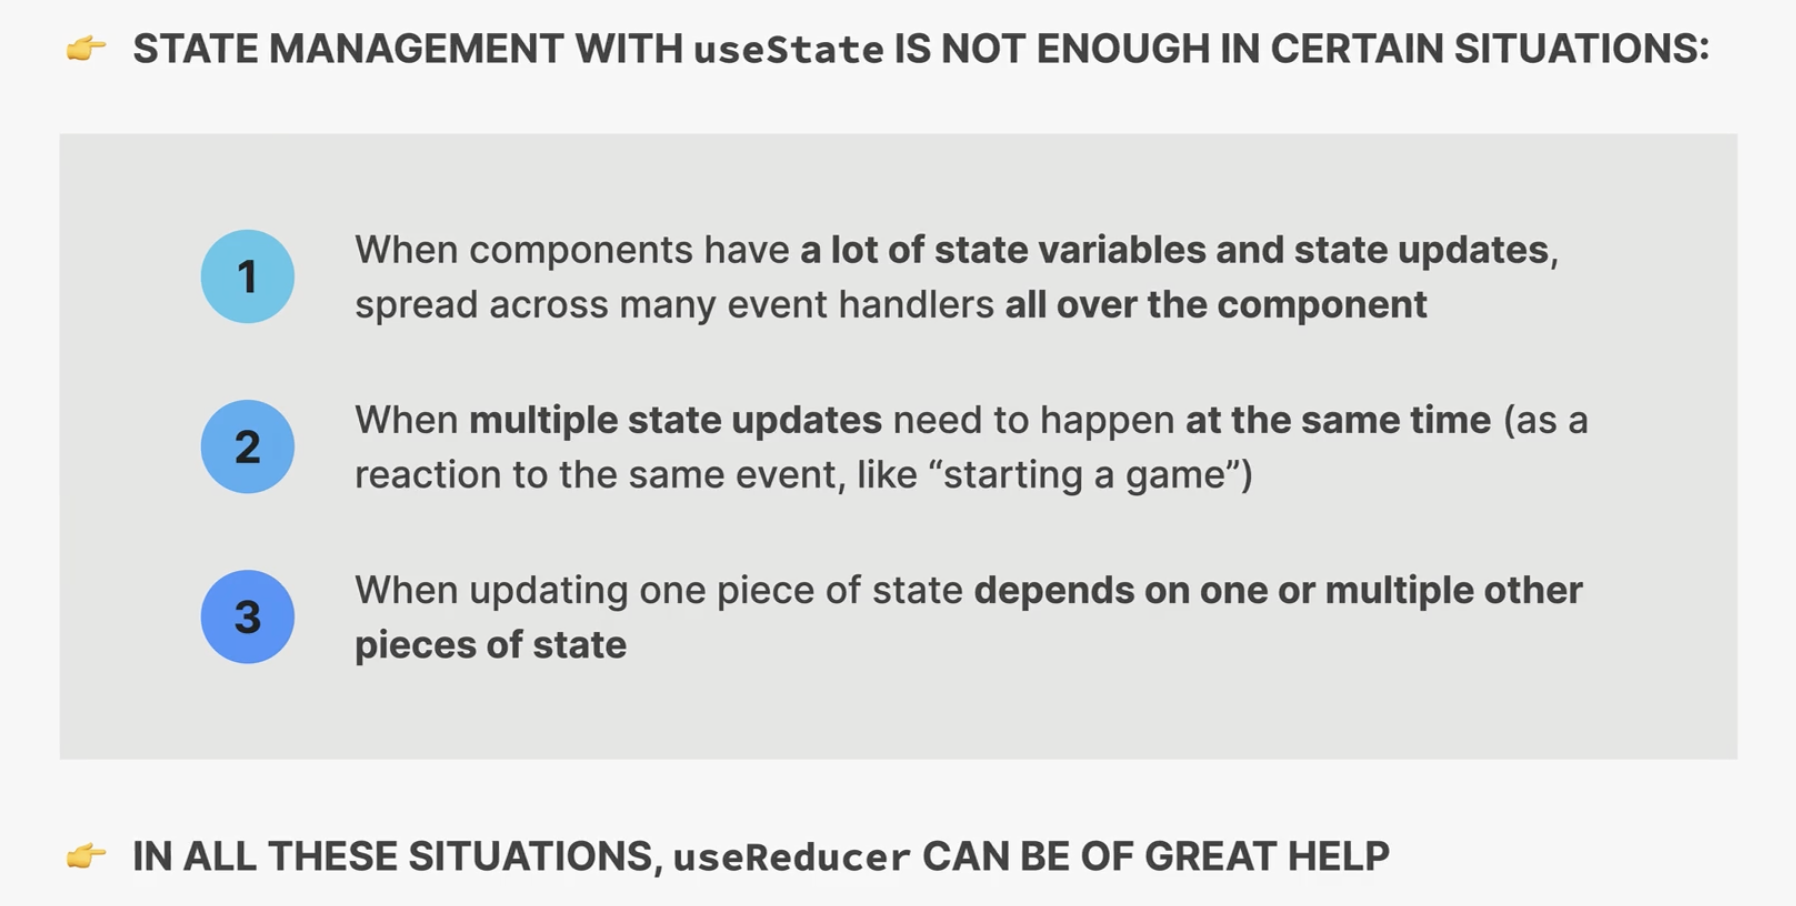 👉 STATE MANAGEMENT WITH useState IS NOT ENOUGH IN CERTAIN SITUATIONS:
1
When components have a lot of state variables and state updates,
spread across many event handlers all over the component
2
When multiple state updates need to happen at the same time (as a
reaction to the same event, like “starting a game”)
3
When updating one piece of state depends on one or multiple other
pieces of state
👉 IN ALL THESE SITUATIONS, useReducer CAN BE OF GREAT HELP